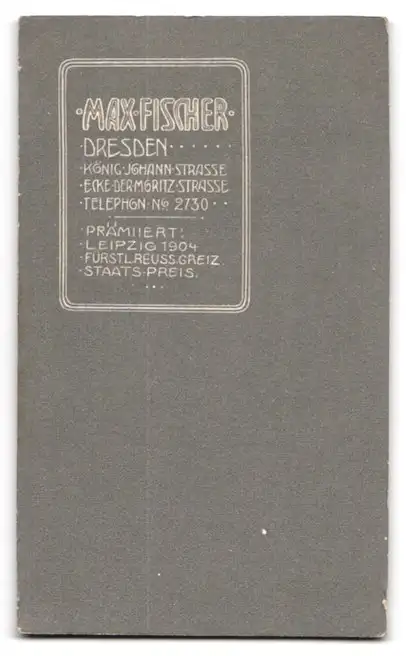 ·MAX·FISCHER·
·DRESDEN······
·KÖNIG·JOHANN·STRASSE
·ECKE·DER·MORITZ·STRASSE
·TELEPHON·No 2730··
·PRÄMIIERT:
·LEIPZIG 1904
·FÜRSTL.REUSS.GREIZ.
·STAATS·PREIS.